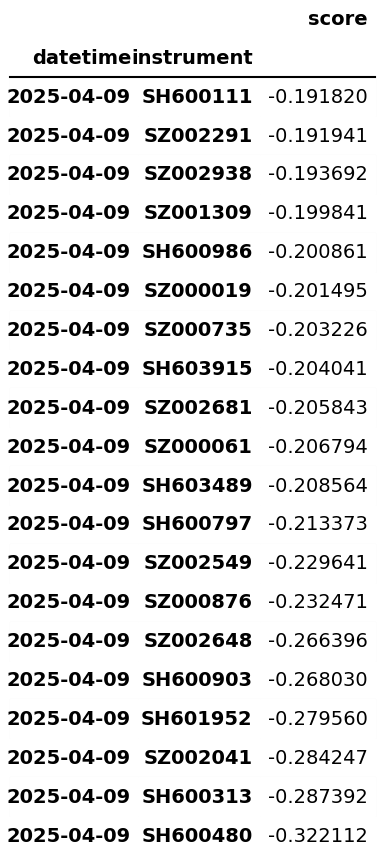 score
datetime instrument
2025-04-09 SH600111 -0.191820
2025-04-09 SZ002291 -0.191941
2025-04-09 SZ002938 -0.193692
2025-04-09 SZ001309 -0.199841
2025-04-09 SH600986 -0.200861
2025-04-09 SZ000019 -0.201495
2025-04-09 SZ000735 -0.203226
2025-04-09 SH603915 -0.204041
2025-04-09 SZ002681 -0.205843
2025-04-09 SZ000061 -0.206794
2025-04-09 SH603489 -0.208564
2025-04-09 SH600797 -0.213373
2025-04-09 SZ002549 -0.229641
2025-04-09 SZ000876 -0.232471
2025-04-09 SZ002648 -0.266396
2025-04-09 SH600903 -0.268030
2025-04-09 SH601952 -0.279560
2025-04-09 SZ002041 -0.284247
2025-04-09 SH600313 -0.287392
2025-04-09 SH600480 -0.322112